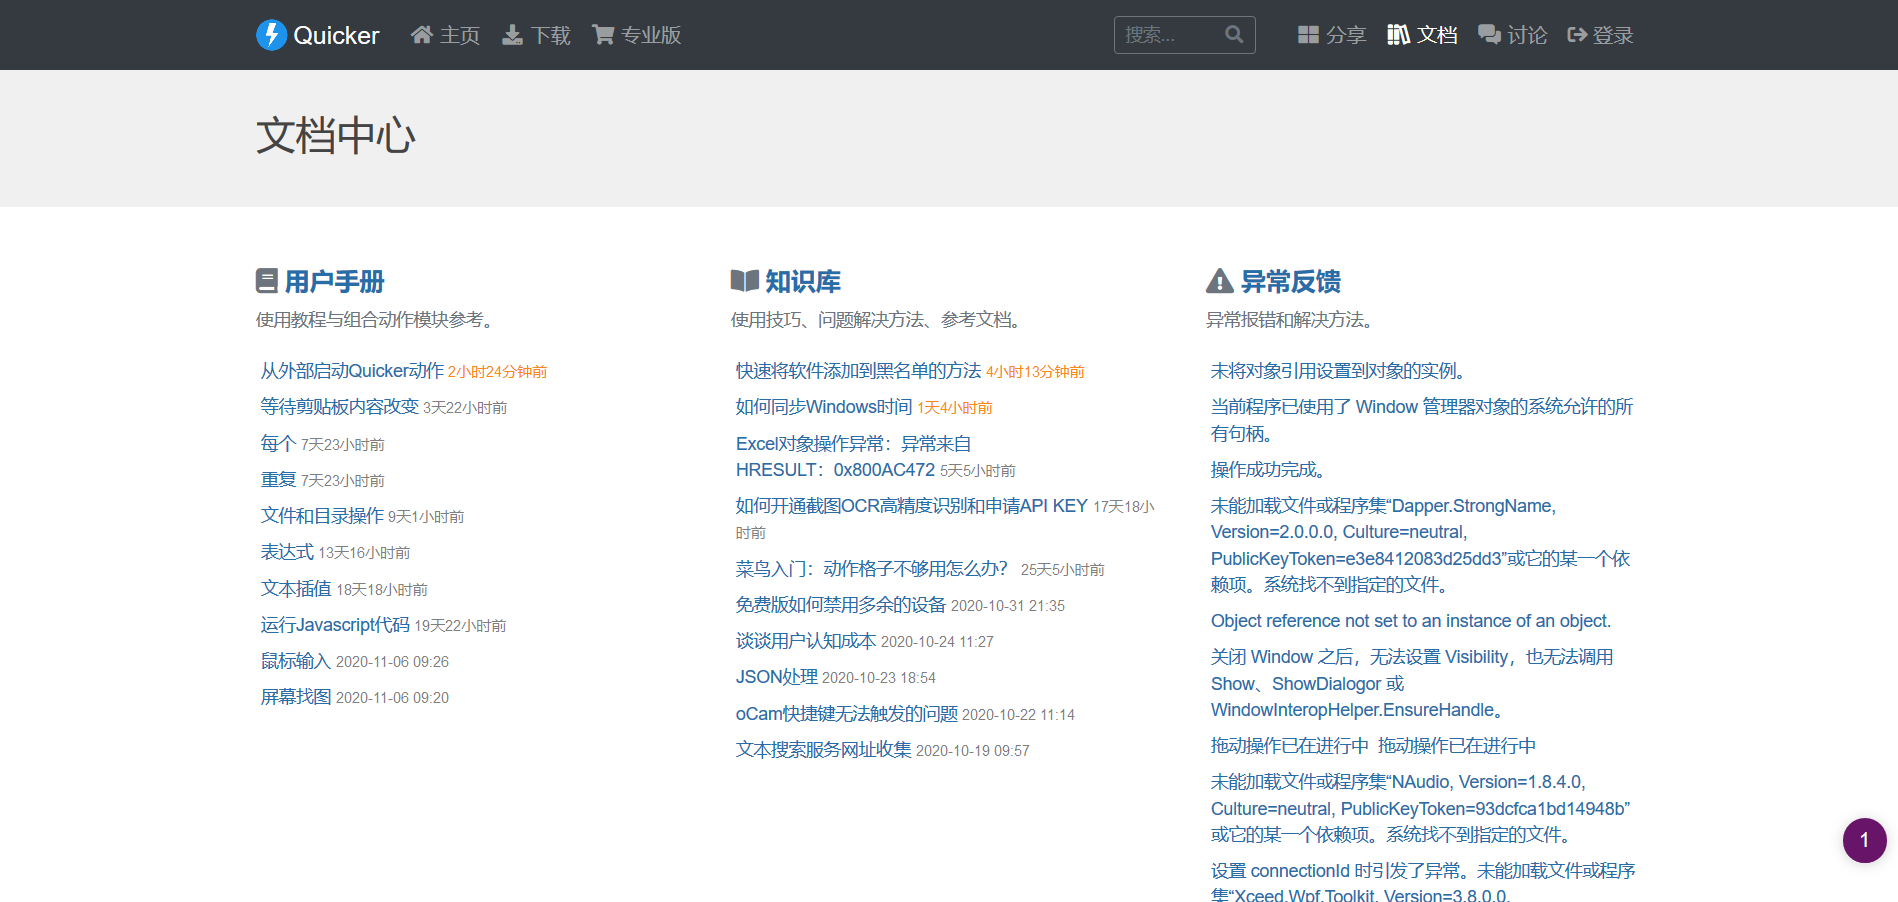 Quicker 主页 下载 专业版 搜索... 分享 文档 讨论 登录
文档中心
用户手册
使用教程与组合动作模块参考。
从外部启动Quicker动作 2小时24分钟前
等待剪贴板内容改变 3天22小时前
每个 7天23小时前
重复 7天23小时前
文件和目录操作 9天1小时前
表达式 13天16小时前
文本插值 18天18小时前
运行Javascript代码 19天22小时前
鼠标输入 2020-11-06 09:26
屏幕找图 2020-11-06 09:20
知识库
使用技巧、问题解决方法、参考文档。
快速将软件添加到黑名单的方法 4小时13分钟前
如何同步Windows时间 1天4小时前
Excel对象操作异常：异常来自
HRESULT：0x800AC472 5天5小时前
如何开通截图OCR高精度识别和申请API KEY 17天18小
时前
菜鸟入门：动作格子不够用怎么办？ 25天5小时前
免费版如何禁用多余的设备 2020-10-31 21:35
谈谈用户认知成本 2020-10-24 11:27
JSON处理 2020-10-23 18:54
oCam快捷键无法触发的问题 2020-10-22 11:14
文本搜索服务网址收集 2020-10-19 09:57
异常反馈
异常报错和解决方法。
未将对象引用设置到对象的实例。
当前程序已使用了 Window 管理器对象的系统允许的所
有句柄。
操作成功完成。
未能加载文件或程序集“Dapper.StrongName,
Version=2.0.0.0, Culture=neutral,
PublicKeyToken=e3e8412083d25dd3”或它的某一个依
赖项。系统找不到指定的文件。
Object reference not set to an instance of an object.
关闭 Window 之后，无法设置 Visibility，也无法调用
Show、ShowDialogor 或
WindowInteropHelper.EnsureHandle。
拖动操作已在进行中 拖动操作已在进行中
未能加载文件或程序集“NAudio, Version=1.8.4.0,
Culture=neutral, PublicKeyToken=93dcfca1bd14948b”
或它的某一个依赖项。系统找不到指定的文件。
设置 connectionId 时引发了异常。未能加载文件或程序
集“Xceed.Wpf.Toolkit, Version=3.8.0.0,
1